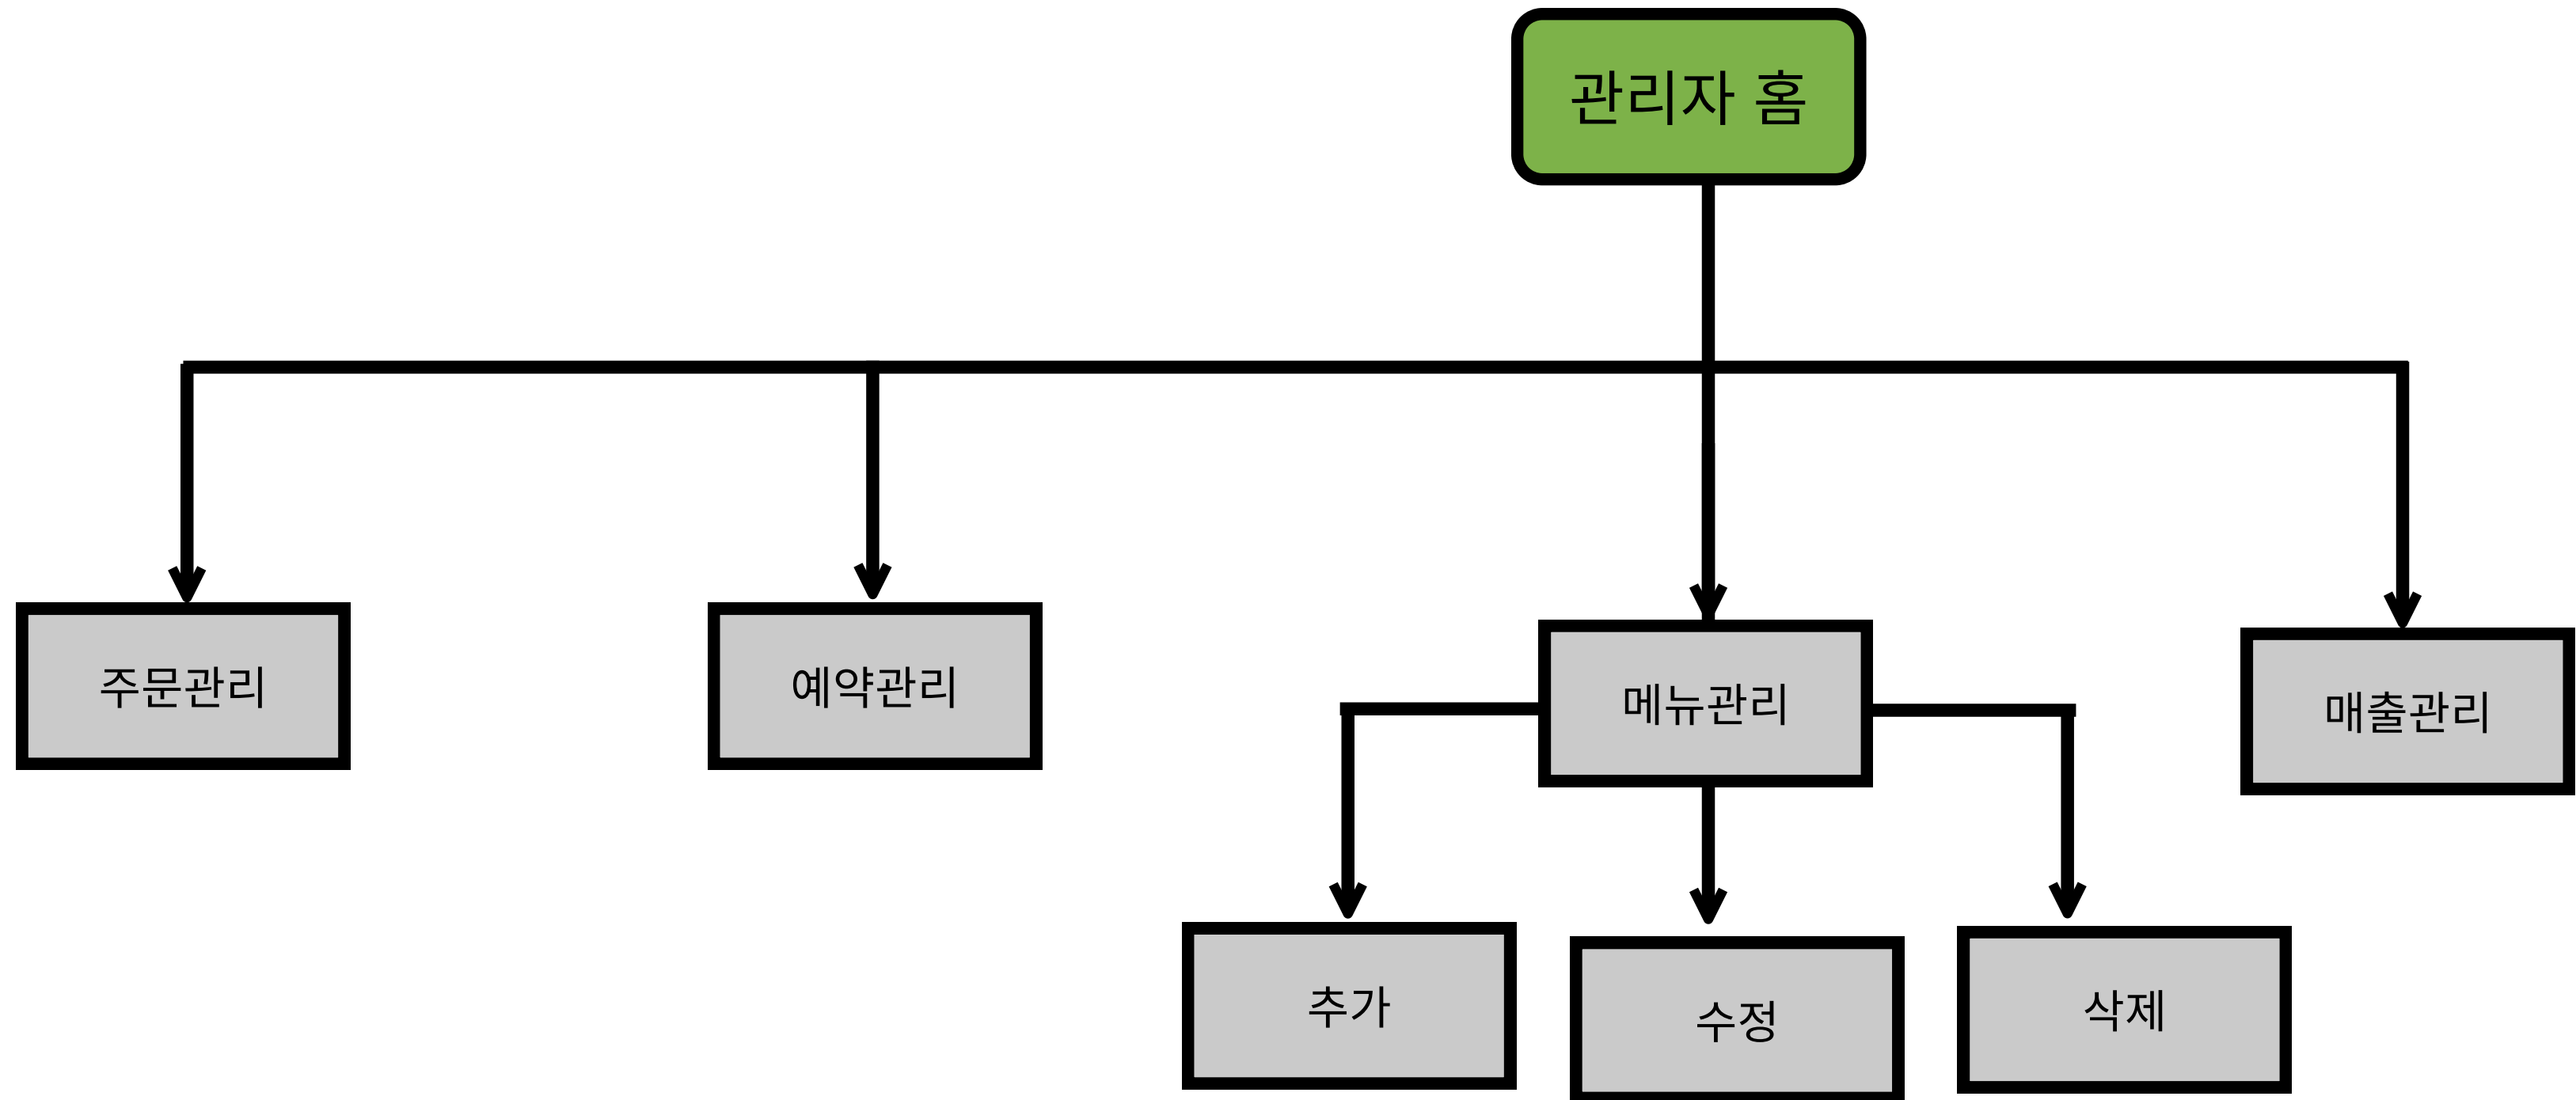 관리자 홈
주문관리
예약관리
메뉴관리
매출관리
추가
수정
삭제